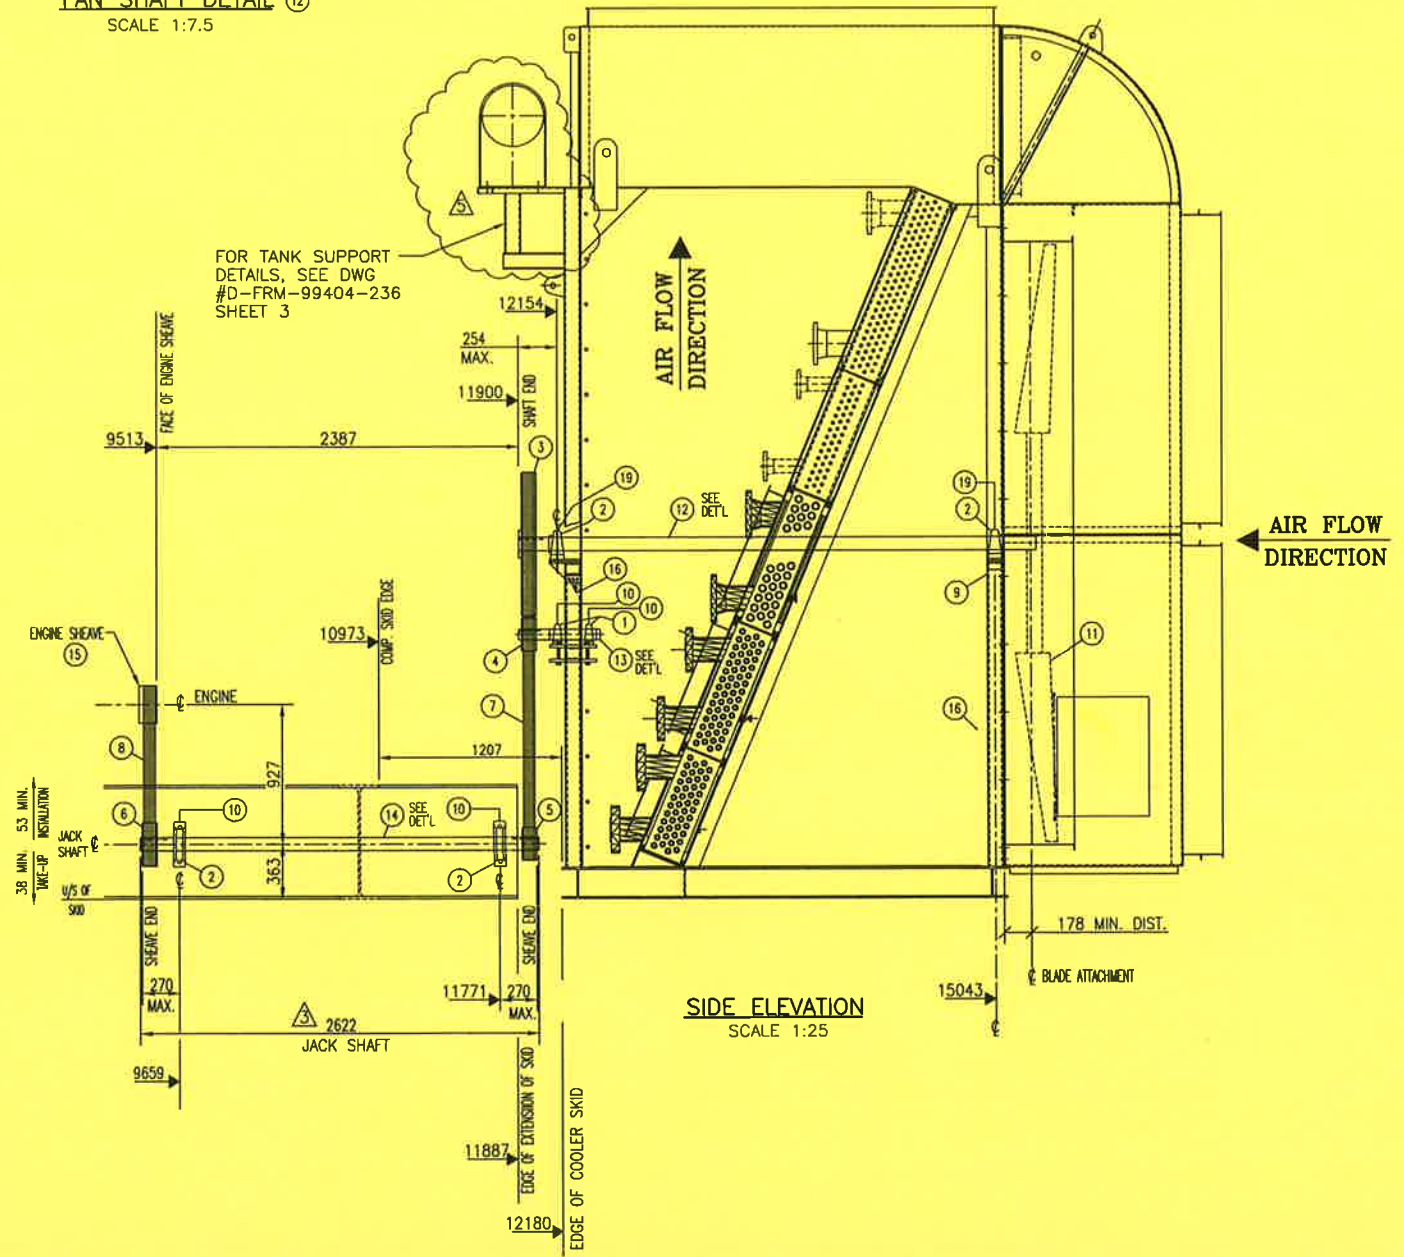 FAN SHAFT DETAIL 12
SCALE 1:7.5
5
FOR TANK SUPPORT
DETAILS, SEE DWG
#D-FRM-99404-236
SHEET 3
AIR FLOW
DIRECTION
12154
254
MAX.
11900
SHAFT END
FACE OF ENGINE SHEAVE
9513
2387
3
19
2
12
SEE
DET'L
19
2
AIR FLOW
DIRECTION
16
10
10
1
9
COMP. SKID EDGE
10973
ENGINE SHEAVE
15
4
13
SEE
DET'L
11
℄ ENGINE
7
16
8
927
1207
53 MIN.
INSTALLATION
38 MIN.
TAKE-UP
6
10
14
SEE
DET'L
10
5
JACK
SHAFT ℄
363
2
2
℄
℄
U/S OF
SKID
SHEAVE END
SHEAVE END
178 MIN. DIST.
℄ BLADE ATTACHMENT
270
MAX.
11771
270
MAX.
15043
℄
SIDE ELEVATION
SCALE 1:25
3
2622
JACK SHAFT
9659
EDGE OF EXTENSION OF SKID
11887
EDGE OF COOLER SKID
12180